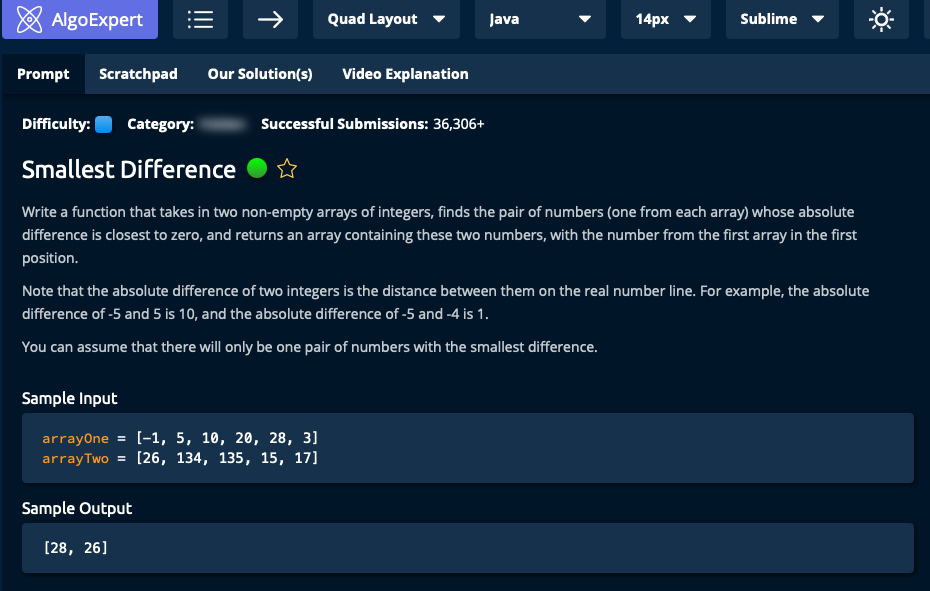 AlgoExpert
Quad Layout
Java
14px
Sublime
Prompt Scratchpad Our Solution(s) Video Explanation
Difficulty: Category: Successful Submissions: 36,306+
Smallest Difference
Write a function that takes in two non-empty arrays of integers, finds the pair of numbers (one from each array) whose absolute
difference is closest to zero, and returns an array containing these two numbers, with the number from the first array in the first
position.
Note that the absolute difference of two integers is the distance between them on the real number line. For example, the absolute
difference of -5 and 5 is 10, and the absolute difference of -5 and -4 is 1.
You can assume that there will only be one pair of numbers with the smallest difference.
Sample Input
arrayOne = [-1, 5, 10, 20, 28, 3]
arrayTwo = [26, 134, 135, 15, 17]
Sample Output
[28, 26]